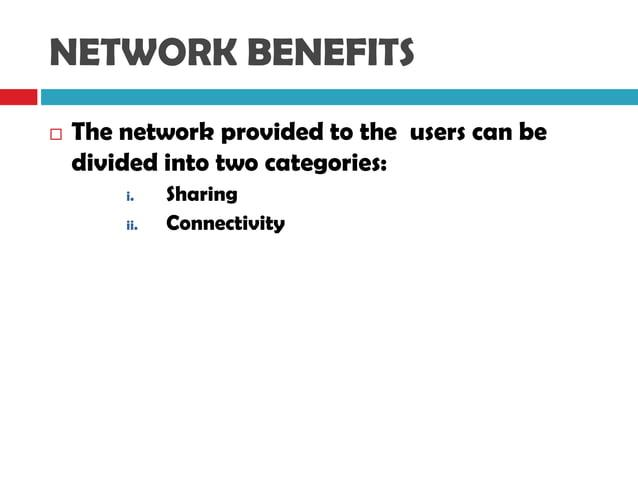 NETWORK BENEFITS
The network provided to the  users can be
divided into two categories:
i. Sharing
ii. Connectivity